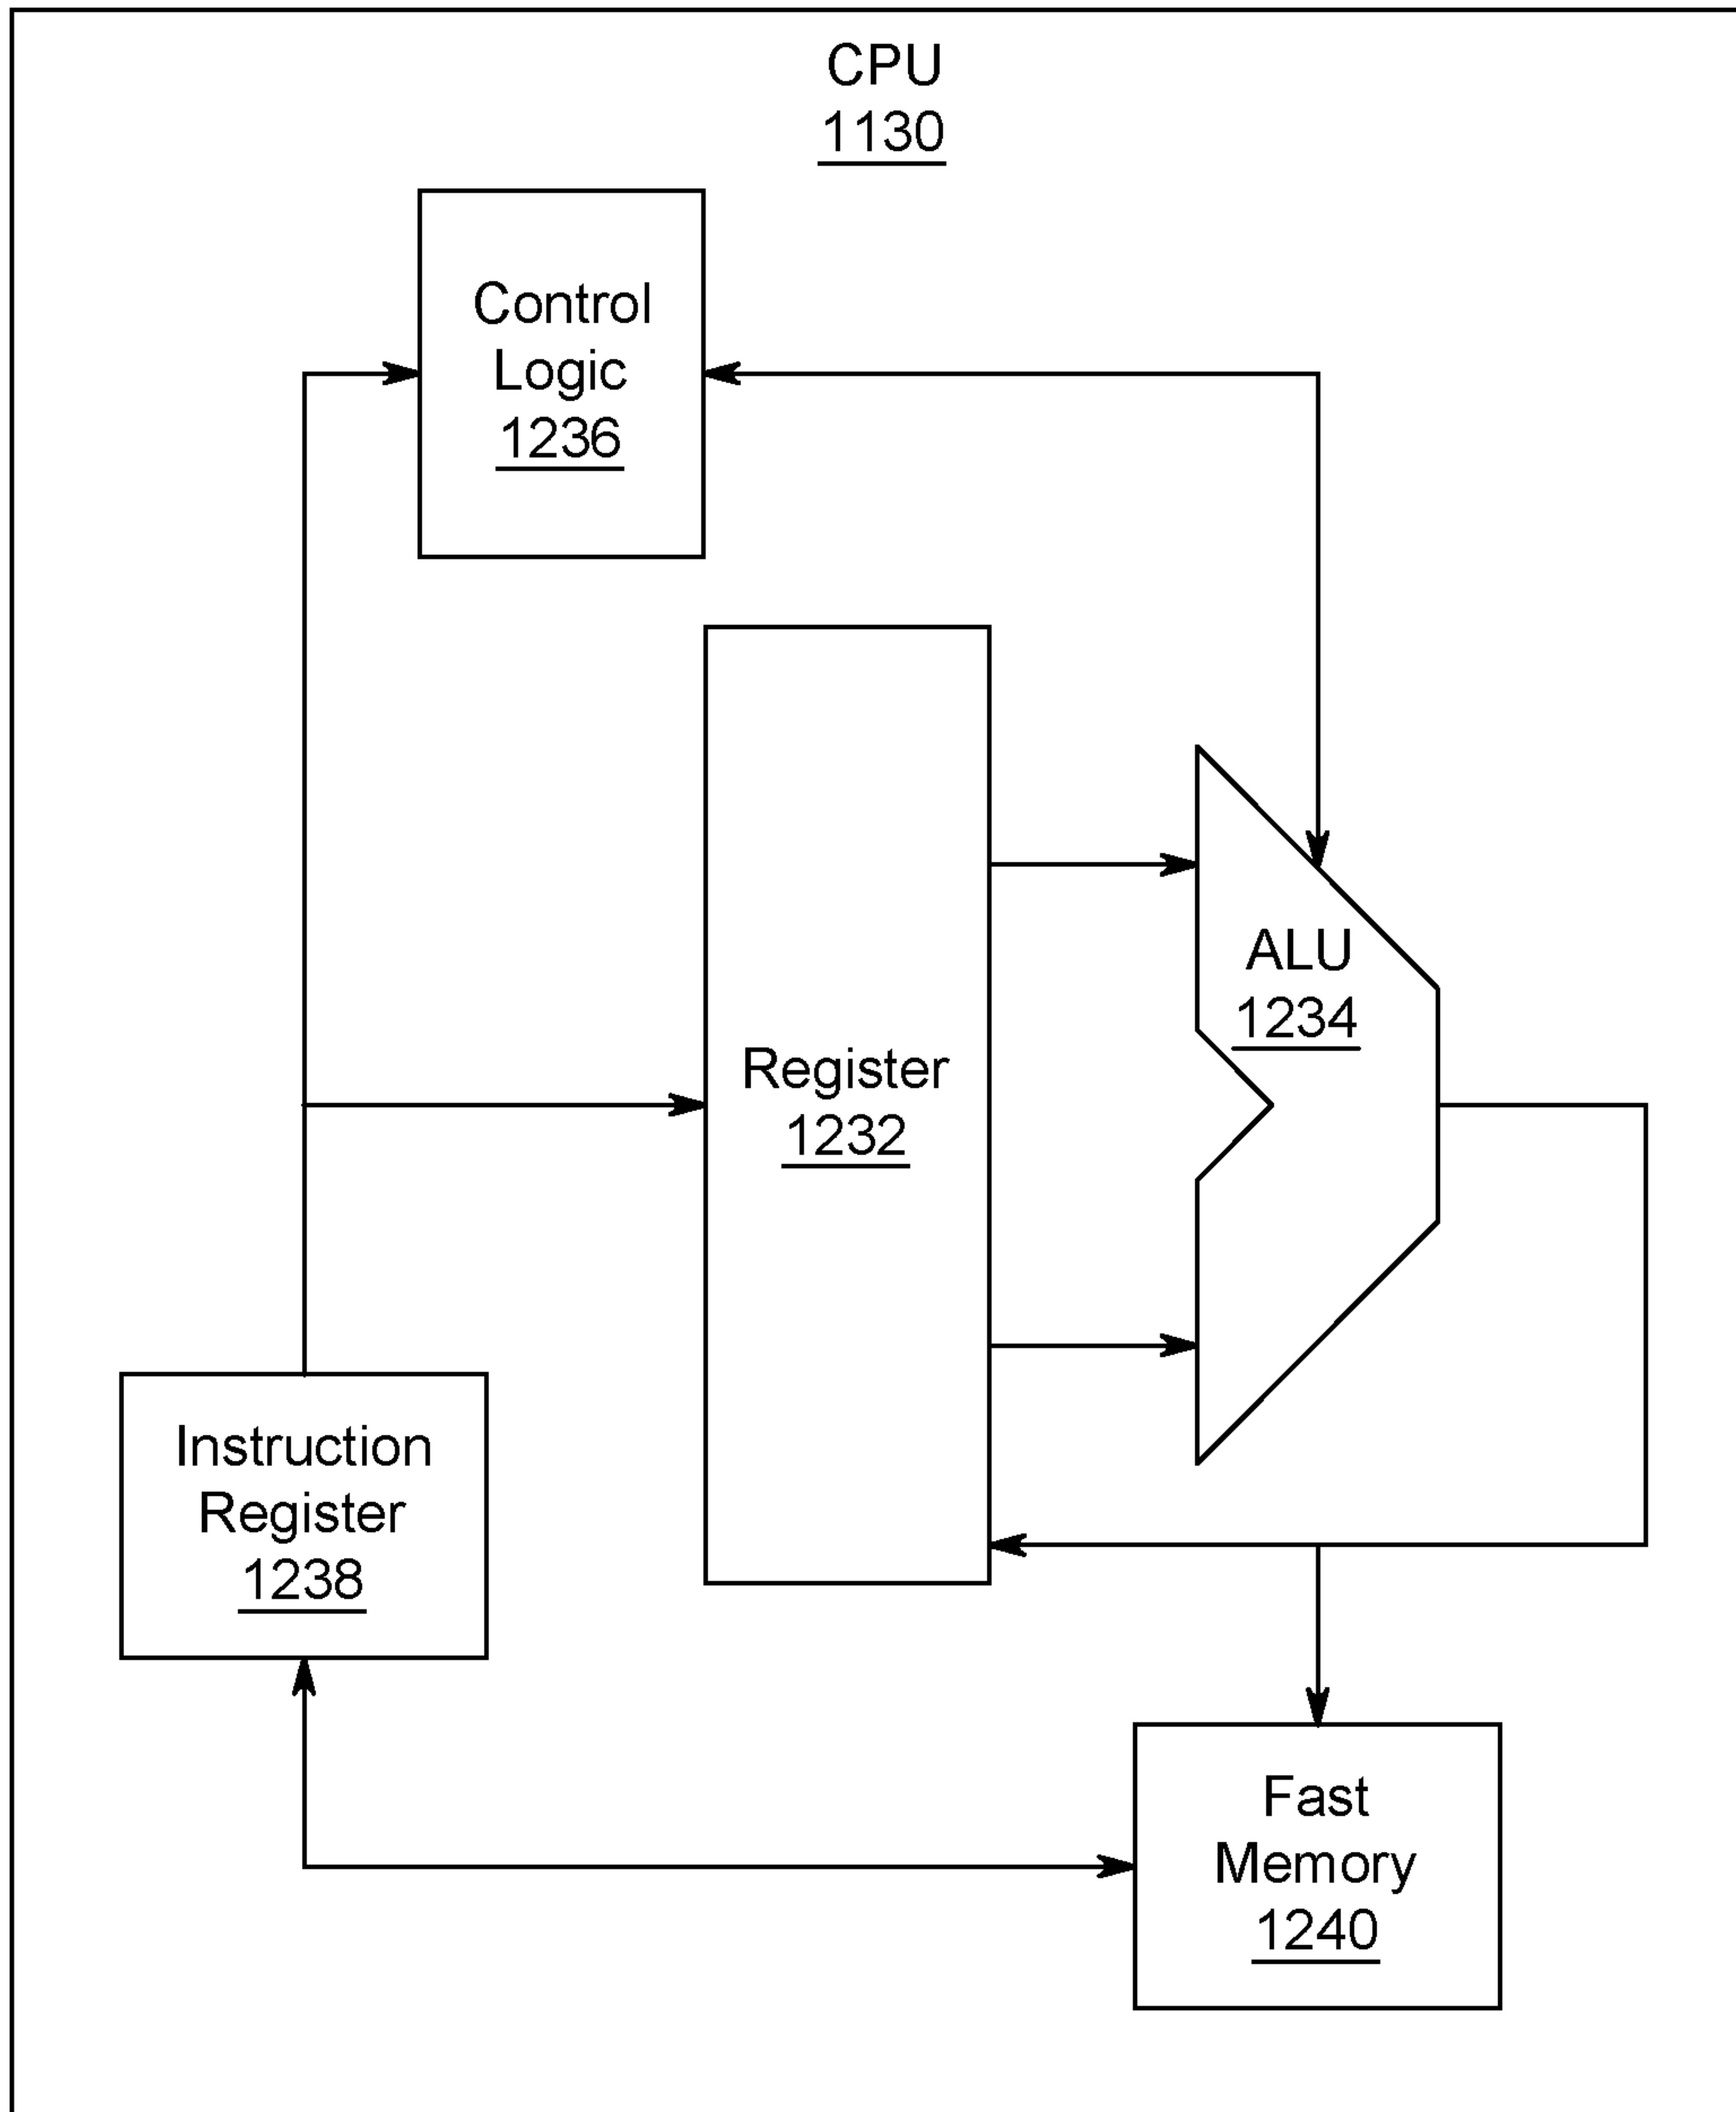 CPU
1130
Control
Logic
1236
ALU
1234
Register
1232
Instruction
Register
1238
Fast
Memory
1240